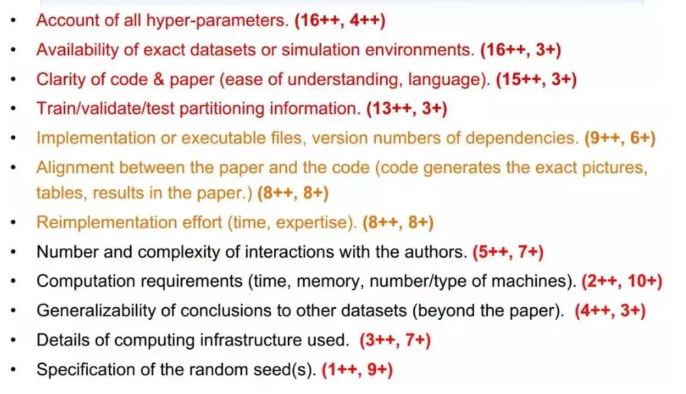 • Account of all hyper-parameters. (16++, 4++)
• Availability of exact datasets or simulation environments. (16++, 3+)
• Clarity of code & paper (ease of understanding, language). (15++, 3+)
• Train/validate/test partitioning information. (13++, 3+)
• Implementation or executable files, version numbers of dependencies. (9++, 6+)
• Alignment between the paper and the code (code generates the exact pictures,
tables, results in the paper.) (8++, 8+)
• Reimplementation effort (time, expertise). (8++, 8+)
• Number and complexity of interactions with the authors. (5++, 7+)
• Computation requirements (time, memory, number/type of machines). (2++, 10+)
• Generalizability of conclusions to other datasets (beyond the paper). (4++, 3+)
• Details of computing infrastructure used. (3++, 7+)
• Specification of the random seed(s). (1++, 9+)